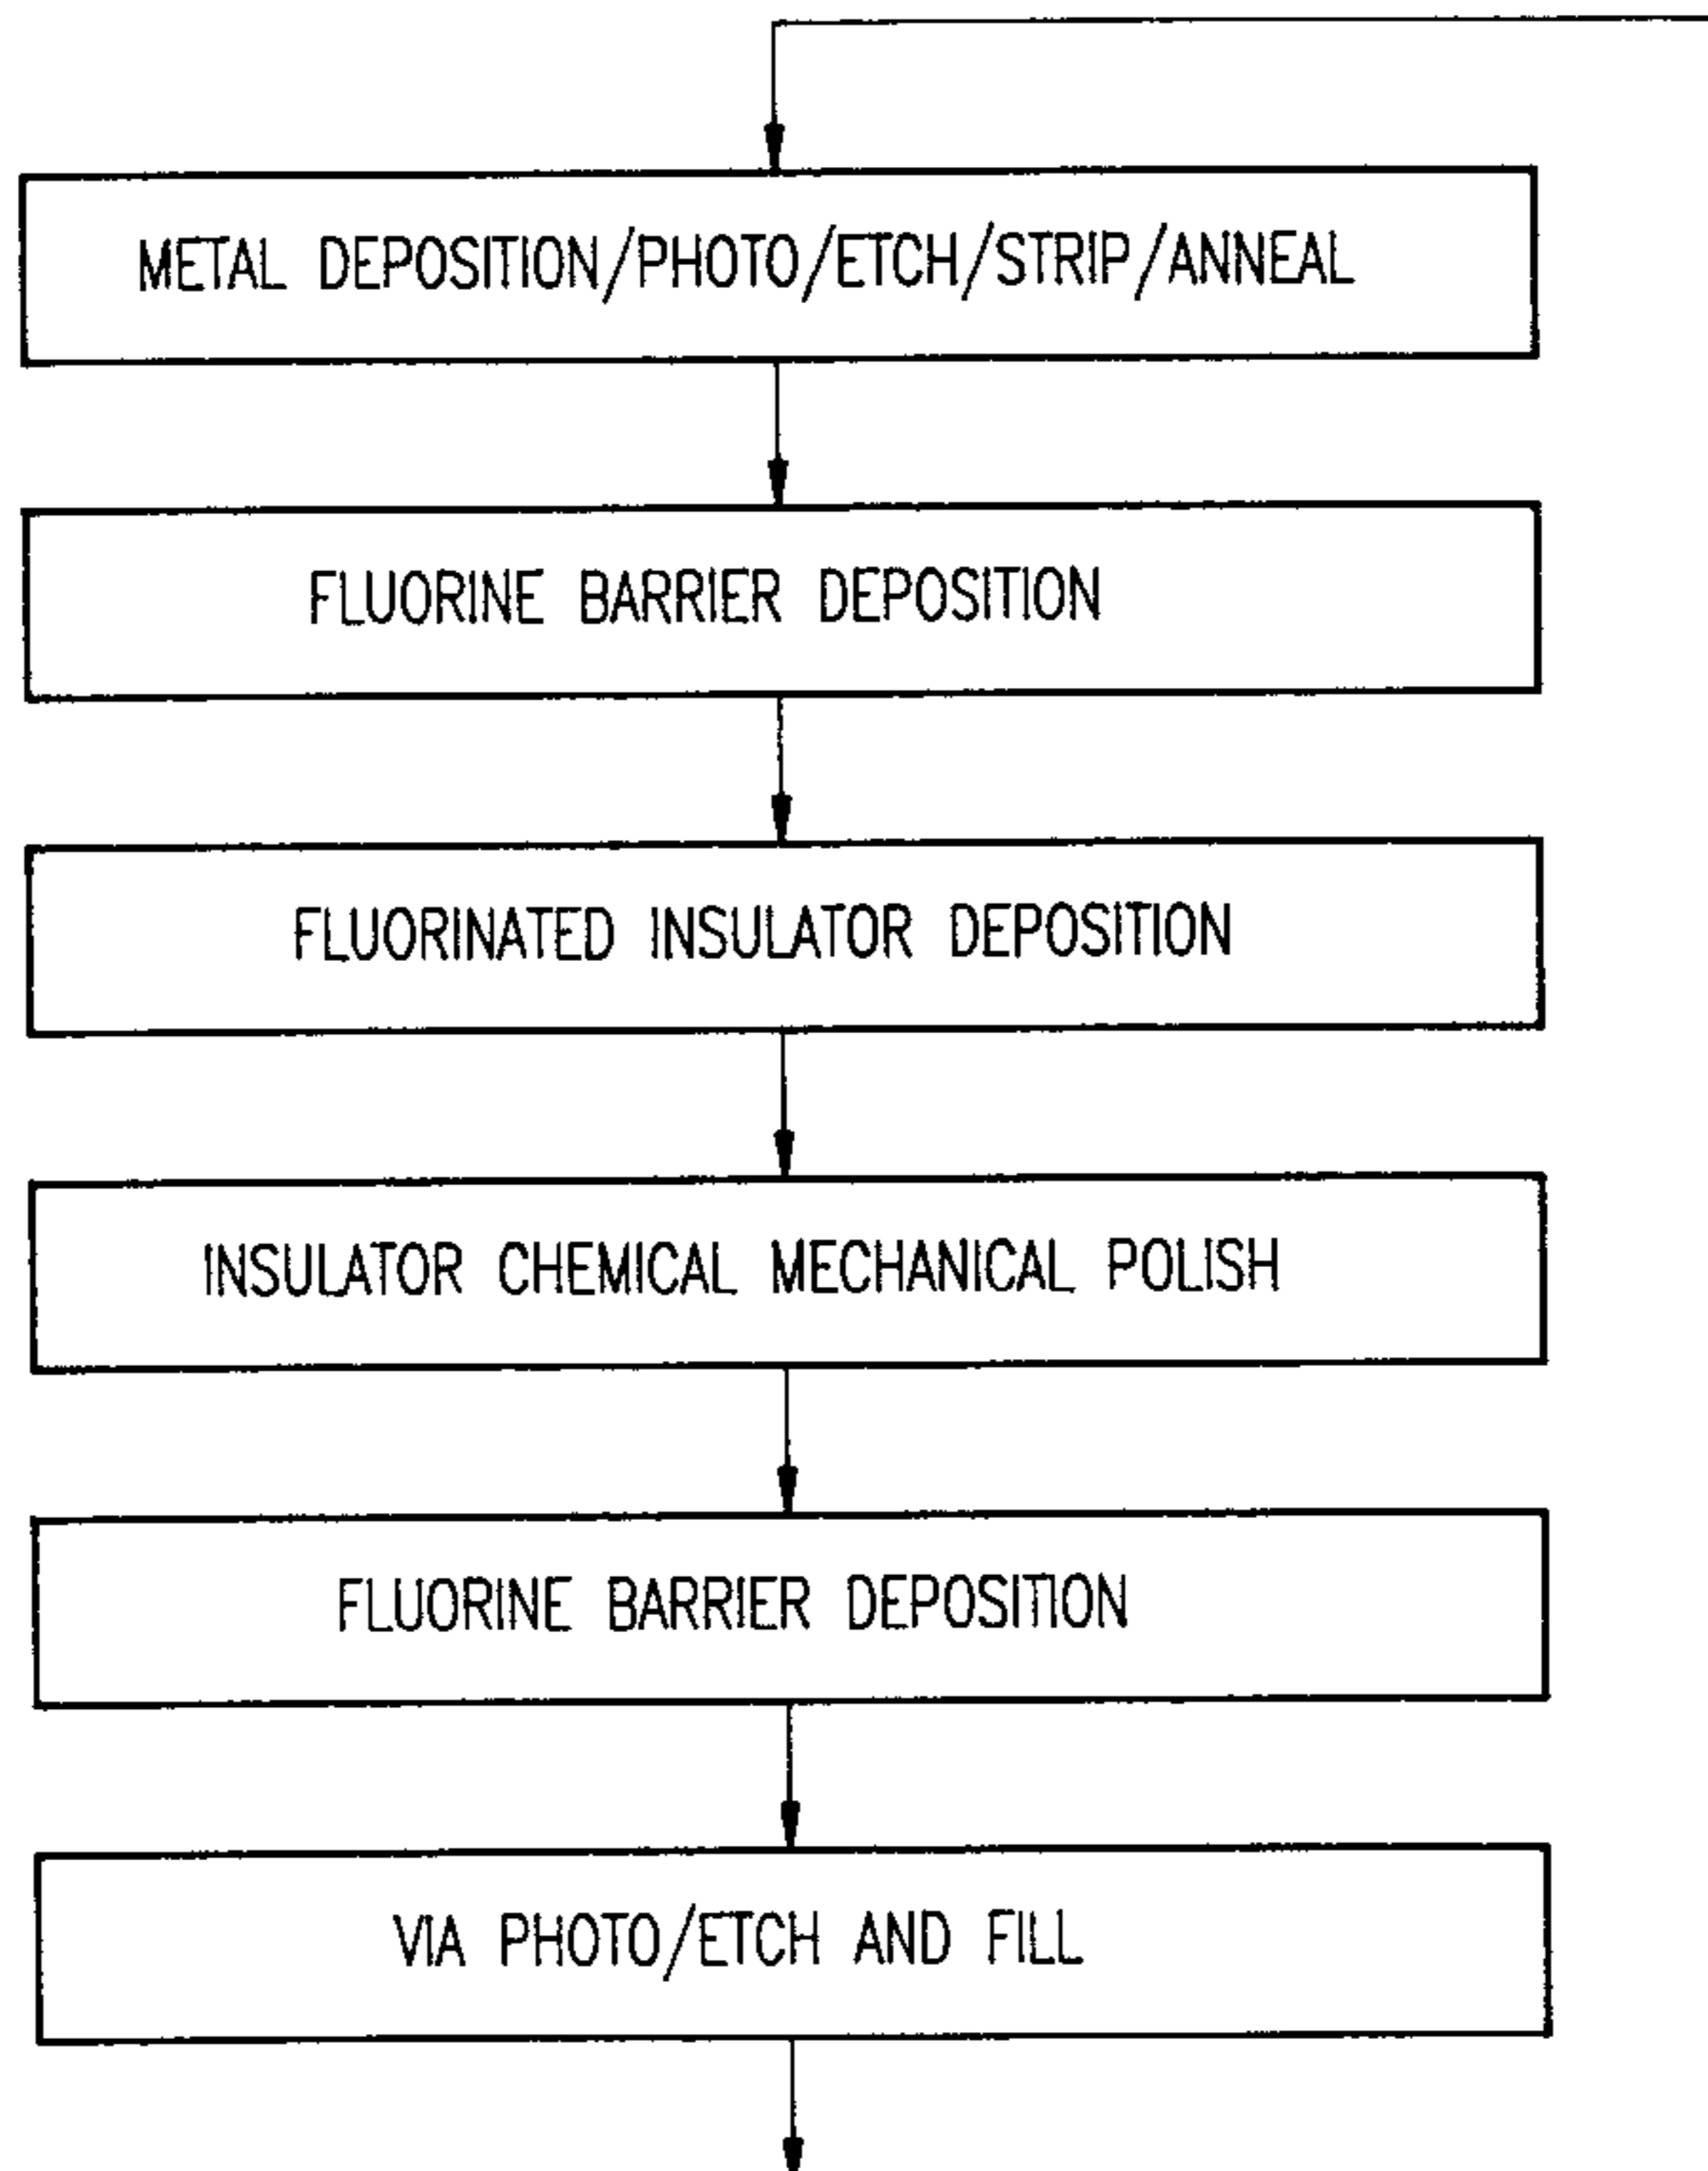 METAL DEPOSITION/PHOTO/ETCH/STRIP/ANNEAL
FLUORINE BARRIER DEPOSITION
FLUORINATED INSULATOR DEPOSITION
INSULATOR CHEMICAL MECHANICAL POLISH
FLUORINE BARRIER DEPOSITION
VIA PHOTO/ETCH AND FILL